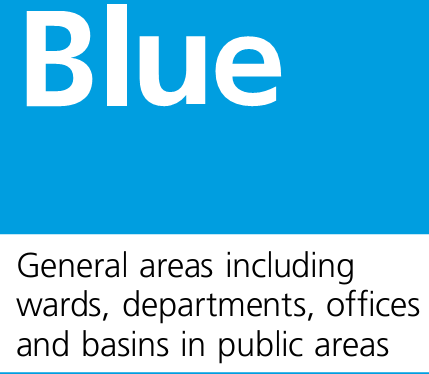 Blue
General areas including
wards, departments, offices
and basins in public areas